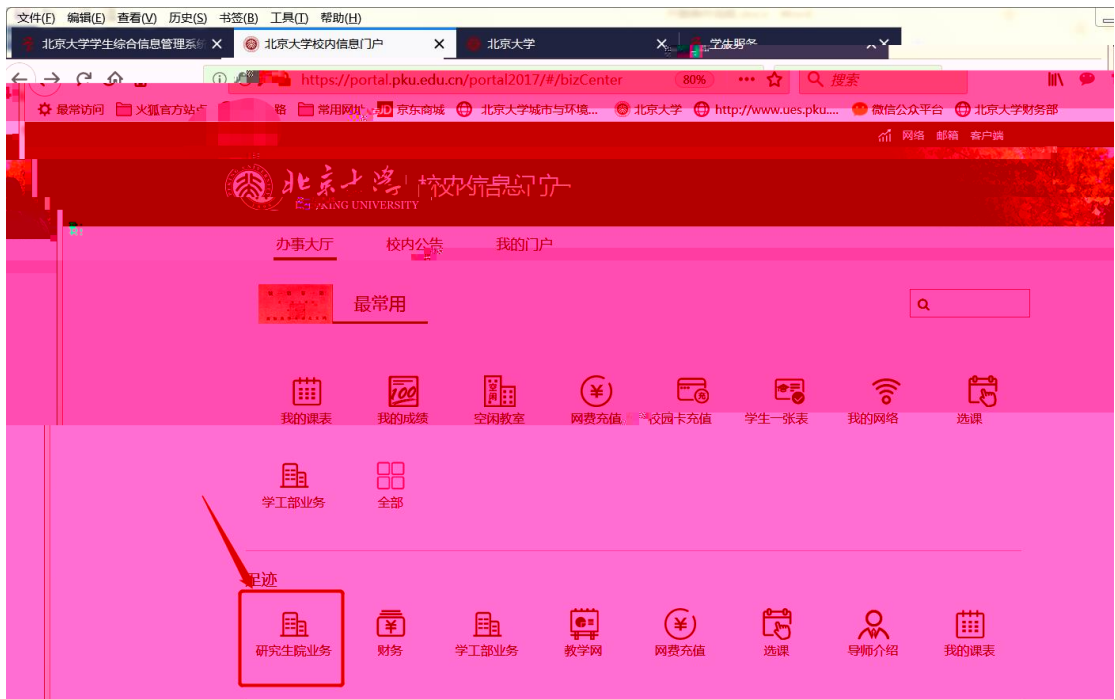 文件(F) 编辑(E) 查看(V) 历史(S) 书签(B) 工具(T) 帮助(H)
北京大学学生综合信息管理系统 北京大学校内信息门户 北京大学
https://portal.pku.edu.cn/portal2017/#/bizCenter 80% 搜索
最常访问 火狐官方站点 常用网址 JD 京东商城 北京大学城市与环境... 北京大学 http://www.ues.pku.... 微信公众平台 北京大学财务部
网络 邮箱 客户端
北京大学 校内信息门户
PEKING UNIVERSITY
办事大厅 校内公告 我的门户
最常用
100 空闲
我的课表 我的成绩 空闲教室 网费充值 校园卡充值 学生一张表 我的网络 选课
学工部业务 全部
足迹
研究生院业务 财务 学工部业务 教学网 网费充值 选课 导师介绍 我的课表